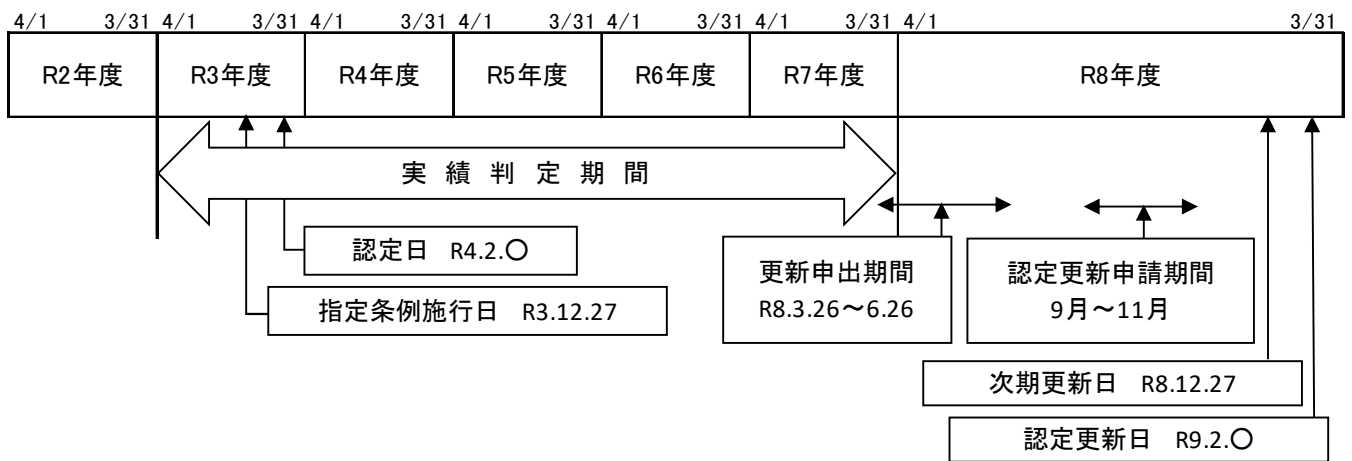 4/1 3/31 4/1 3/31 4/1 3/31 4/1 3/31 4/1 3/31 4/1 3/31 4/1 3/31
R2年度 R3年度 R4年度 R5年度 R6年度 R7年度 R8年度
実績判定期間
認定日 R4.2.〇
指定条例施行日 R3.12.27
更新申出期間
R8.3.26～6.26
認定更新申請期間
9月～11月
次期更新日 R8.12.27
認定更新日 R9.2.〇